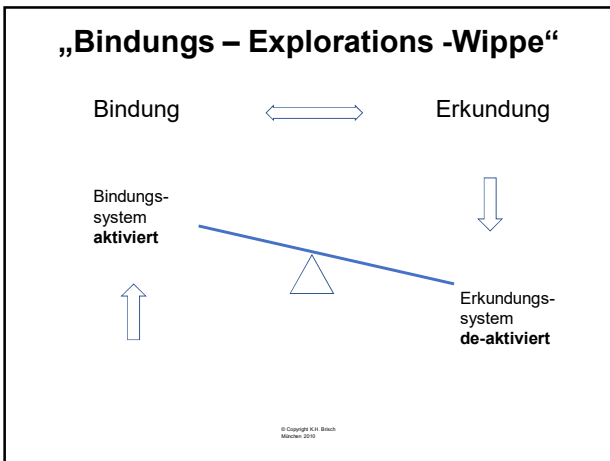 „Bindungs – Explorations -Wippe“
Bindung
Erkundung
Bindungs-
system
aktiviert
Erkundungs-
system
de-aktiviert
© Copyright K.H. Brisch
München 2010